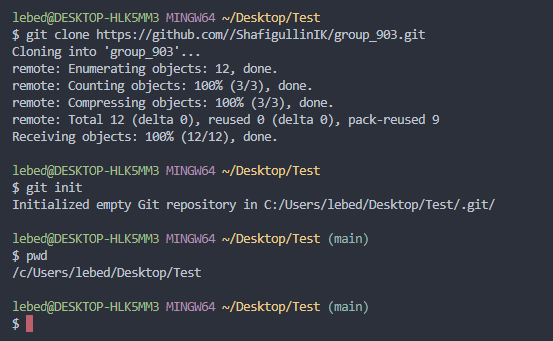 lebed@DESKTOP-HLK5MM3 MINGW64 ~/Desktop/Test
$ git clone https://github.com//ShafigullinIK/group_903.git
Cloning into 'group_903'...
remote: Enumerating objects: 12, done.
remote: Counting objects: 100% (3/3), done.
remote: Compressing objects: 100% (3/3), done.
remote: Total 12 (delta 0), reused 0 (delta 0), pack-reused 9
Receiving objects: 100% (12/12), done.
lebed@DESKTOP-HLK5MM3 MINGW64 ~/Desktop/Test
$ git init
Initialized empty Git repository in C:/Users/lebed/Desktop/Test/.git/
lebed@DESKTOP-HLK5MM3 MINGW64 ~/Desktop/Test (main)
$ pwd
/c/Users/lebed/Desktop/Test
lebed@DESKTOP-HLK5MM3 MINGW64 ~/Desktop/Test (main)
$